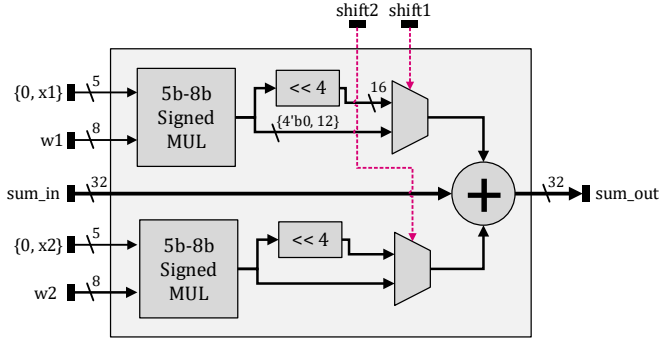 shift2 shift1
{0, x1} 5
5b-8b
Signed
MUL
<< 4
16
w1 8
{4'b0, 12}
sum_in 32
+
32 sum_out
{0, x2} 5
5b-8b
Signed
MUL
<< 4
w2 8